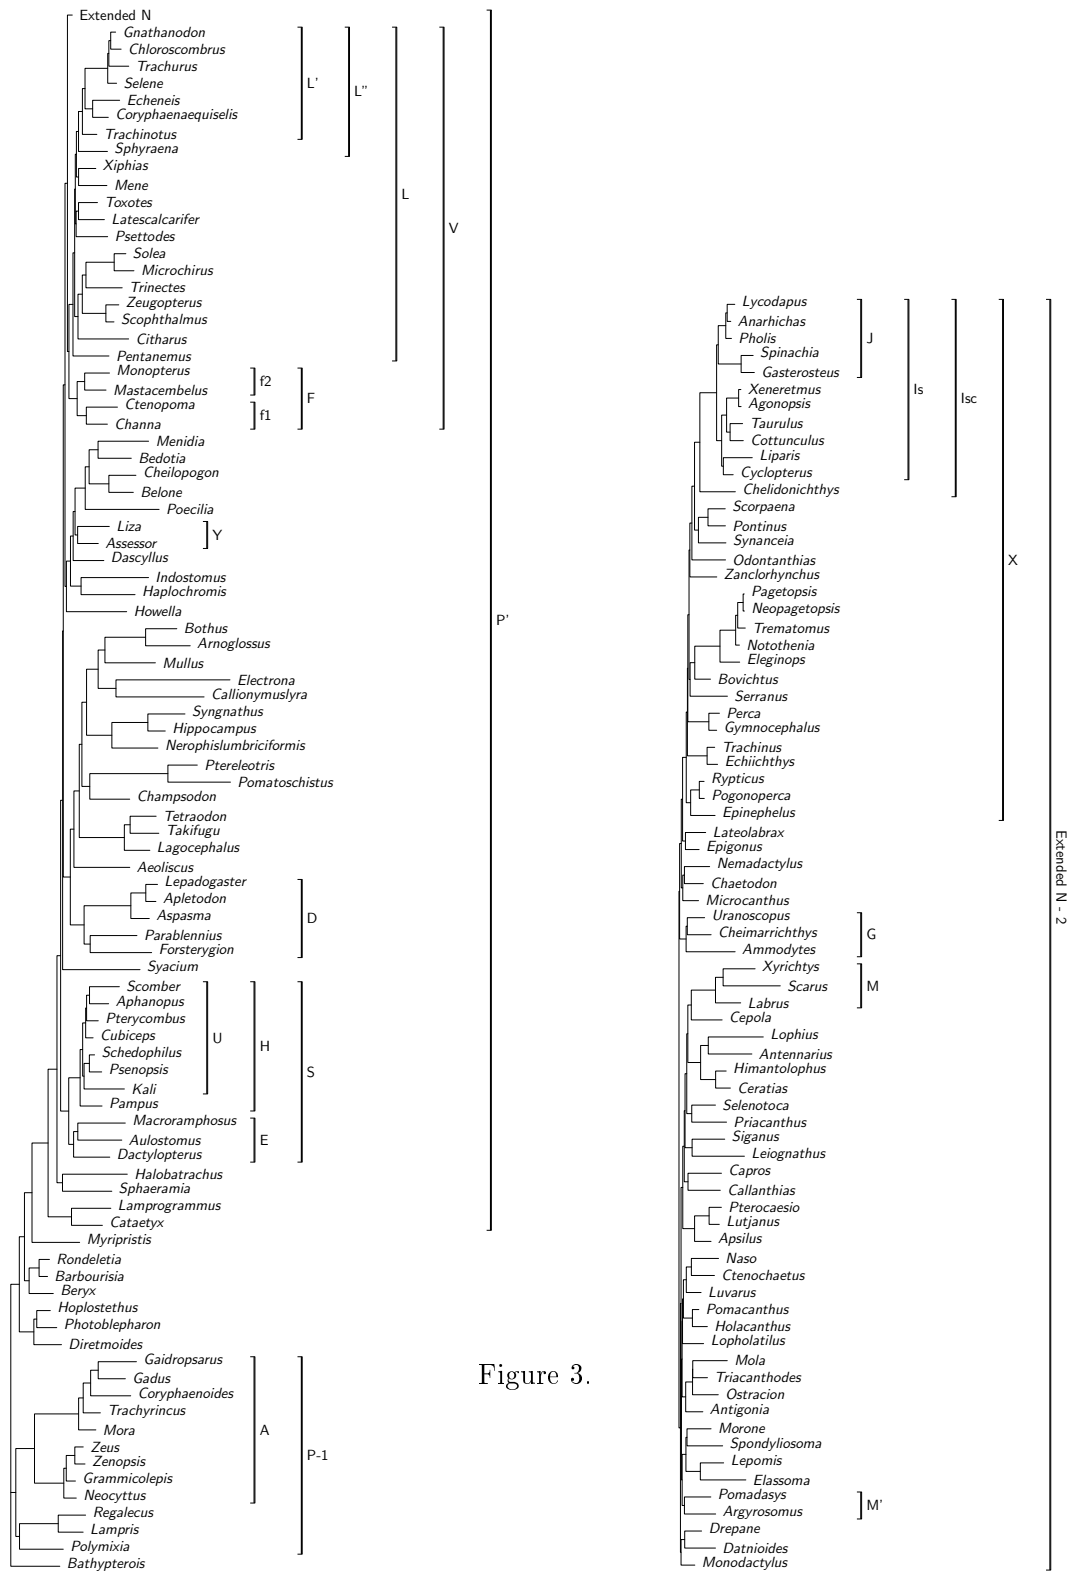 Extended N
Gnathanodon
Chloroscombrus
Trachurus
Selene
L'
L"
Echeneis
Coryphaenaequiselis
Trachinotus
Sphyraena
Xiphias
Mene
L
Toxotes
Latescalcarifer
V
Psettodes
Solea
Microchirus
Trinectes
Zeugopterus
Scophthalmus
Citharus
Pentanemus
Monopterus
f2
Mastacembelus
F
Ctenopoma
f1
Channa
Menidia
Bedotia
Cheilopogon
Belone
Poecilia
Liza
Y
Assessor
Dascyllus
Indostomus
Haplochromis
Howella
P'
Bothus
Arnoglossus
Mullus
Electrona
Callionymuslyra
Syngnathus
Hippocampus
Nerophislumbriciformis
Ptereleotris
Pomatoschistus
Champsodon
Tetraodon
Takifugu
Lagocephalus
Aeoliscus
Lepadogaster
Apletodon
Aspasma
D
Parablennius
Forsterygion
Syacium
Scomber
Aphanopus
Pterycombus
Cubiceps
U
H
Schedophilus
Psenopsis
S
Kali
Pampus
Macroramphosus
Aulostomus
E
Dactylopterus
Halobatrachus
Sphaeramia
Lamprogrammus
Cataetyx
Myripristis
Rondeletia
Barbourisia
Beryx
Hoplostethus
Photoblepharon
Diretmoides
Gaidropsarus
Gadus
Coryphaenoides
Trachyrincus
Mora
A
Zeus
P-1
Zenopsis
Grammicolepis
Neocyttus
Regalecus
Lampris
Polymixia
Bathypterois
Lycodapus
Anarhichas
Pholis
J
Spinachia
Gasterosteus
Xeneretmus
Is
Isc
Agonopsis
Taurulus
Cottunculus
Liparis
Cyclopterus
Chelidonichthys
Scorpaena
Pontinus
Synanceia
Odontanthias
X
Zanclorhynchus
Pagetopsis
Neopagetopsis
Trematomus
Notothenia
Eleginops
Bovichtus
Serranus
Perca
Gymnocephalus
Trachinus
Echiichthys
Rypticus
Pogonoperca
Epinephelus
Lateolabrax
Epigonus
Nemadactylus
Chaetodon
Extended N - 2
Microcanthus
Uranoscopus
Cheimarrichthys
G
Ammodytes
Xyrichtys
Scarus
M
Labrus
Cepola
Lophius
Antennarius
Himantolophus
Ceratias
Selenotoca
Priacanthus
Siganus
Leiognathus
Capros
Callanthias
Pterocaesio
Lutjanus
Apsilus
Naso
Ctenochaetus
Luvarus
Pomacanthus
Holacanthus
Lopholatilus
Mola
Triacanthodes
Ostracion
Antigonia
Morone
Spondyliosoma
Lepomis
Elassoma
Pomadasys
M'
Argyrosomus
Drepane
Datnioides
Monodactylus
Figure 3.